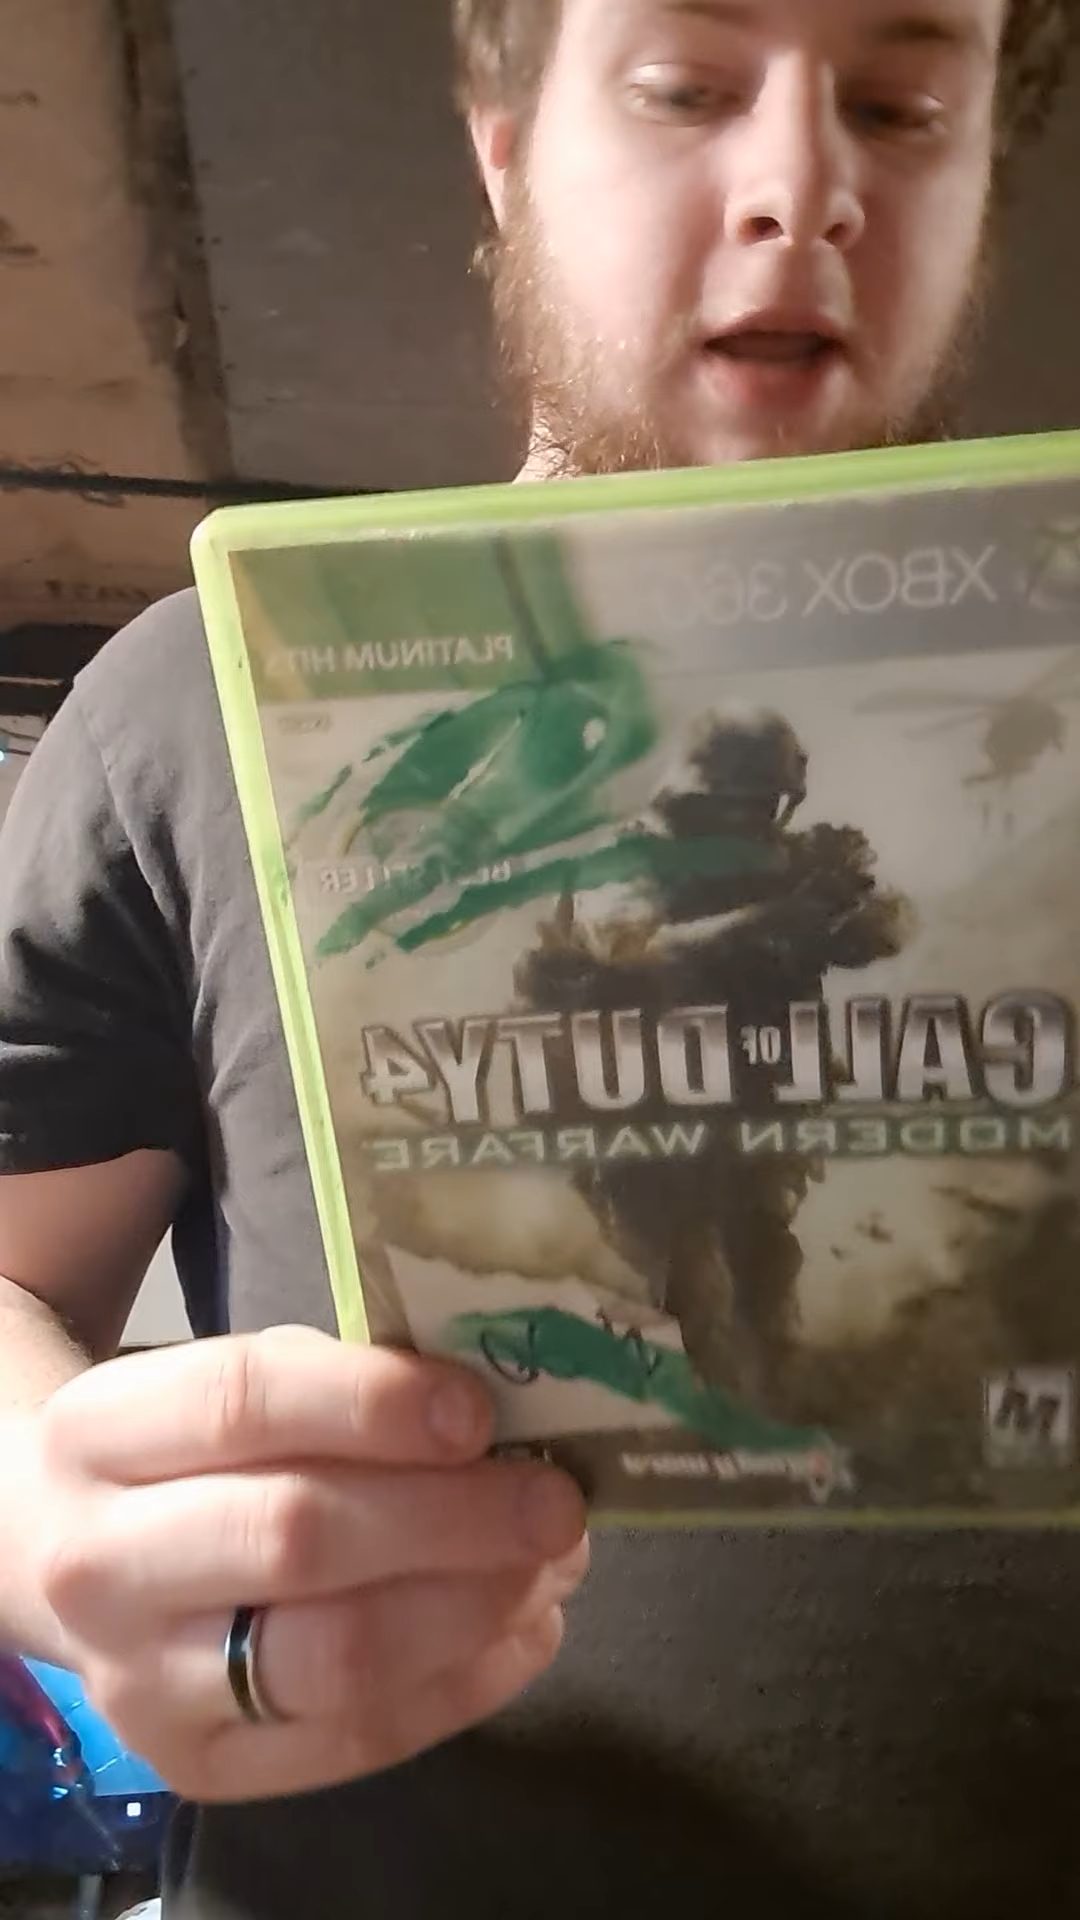 XBOX 360
PLATINUM HITS
BEST SELLER
CALL OF DUTY 4
MODERN WARFARE
M